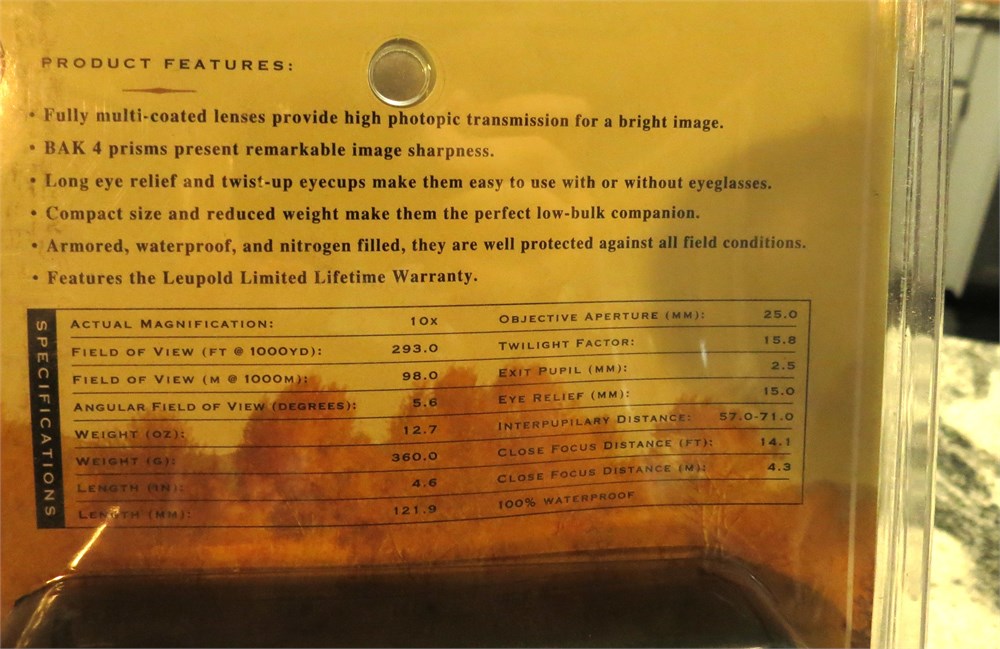 PRODUCT FEATURES:
• Fully multi-coated lenses provide high photopic transmission for a bright image.
• BAK 4 prisms present remarkable image sharpness.
• Long eye relief and twist-up eyecups make them easy to use with or without eyeglasses.
• Compact size and reduced weight make them the perfect low-bulk companion.
• Armored, waterproof, and nitrogen filled, they are well protected against all field conditions.
• Features the Leupold Limited Lifetime Warranty.
SPECIFICATIONS
ACTUAL MAGNIFICATION: 10X
FIELD OF VIEW (FT @ 1000YD): 293.0
FIELD OF VIEW (M @ 1000M): 98.0
ANGULAR FIELD OF VIEW (DEGREES): 5.6
WEIGHT (OZ): 12.7
WEIGHT (G): 360.0
LENGTH (IN): 4.6
LENGTH (MM): 121.9
OBJECTIVE APERTURE (MM): 25.0
TWILIGHT FACTOR: 15.8
EXIT PUPIL (MM): 2.5
EYE RELIEF (MM): 15.0
INTERPUPILARY DISTANCE: 57.0-71.0
CLOSE FOCUS DISTANCE (FT): 14.1
CLOSE FOCUS DISTANCE (M): 4.3
100% WATERPROOF